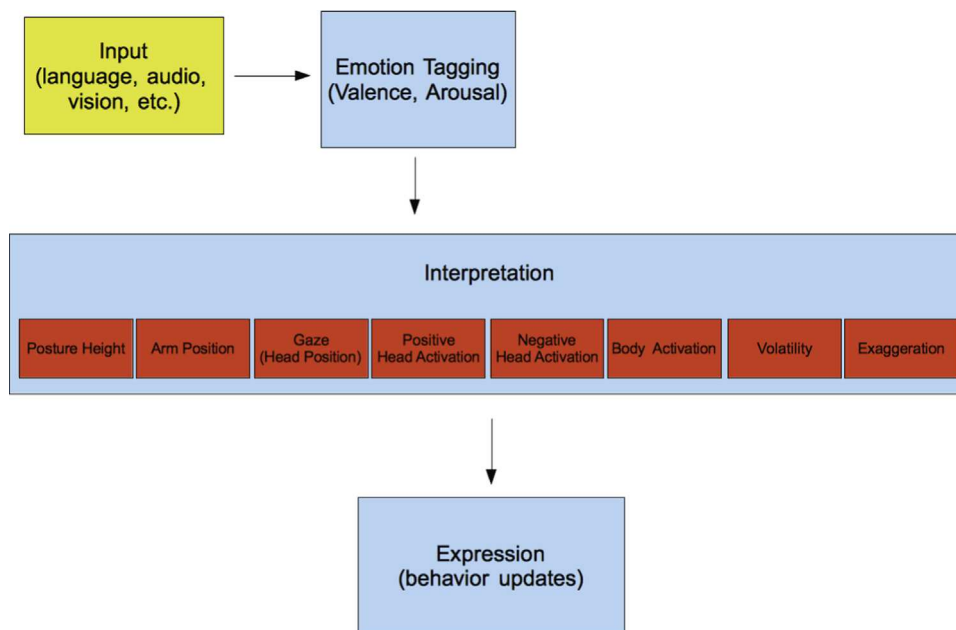 Input
(language, audio,
vision, etc.)
Emotion Tagging
(Valence, Arousal)
Interpretation
Posture Height
Arm Position
Gaze
(Head Position)
Positive
Head Activation
Negative
Head Activation
Body Activation
Volatility
Exaggeration
Expression
(behavior updates)